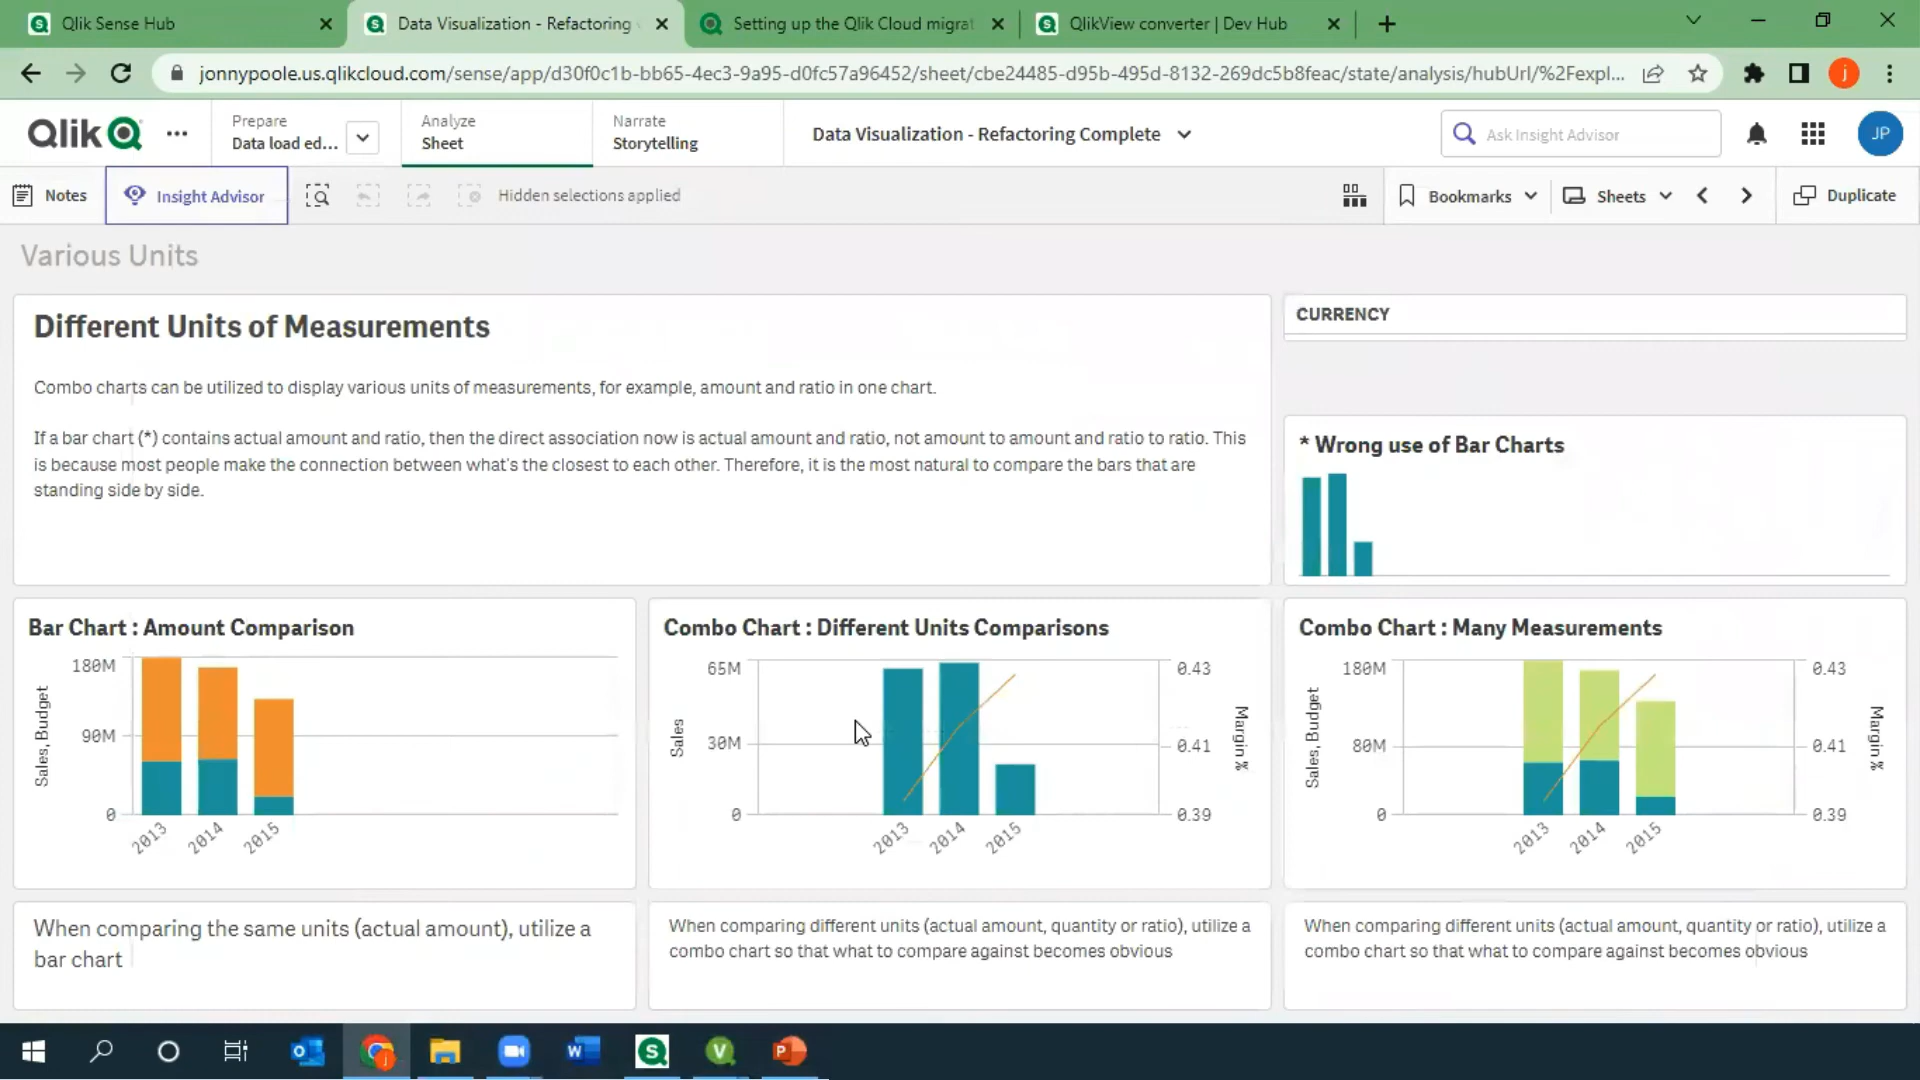 Qlik Sense Hub
Data Visualization - Refactoring
Setting up the Qlik Cloud migrat
QlikView converter | Dev Hub
jonnypoole.us.qlikcloud.com/sense/app/d30f0c1b-bb65-4ec3-9a95-d0fc57a96452/sheet/cbe24485-d95b-495d-8132-269dc5b8feac/state/analysis/hubUrl/%2Fexpl...
j
Qlik
Prepare
Data load ed...
Analyze
Sheet
Narrate
Storytelling
Data Visualization - Refactoring Complete
Ask Insight Advisor
JP
Notes
Insight Advisor
Hidden selections applied
Bookmarks
Sheets
Duplicate
Various Units
Different Units of Measurements
Combo charts can be utilized to display various units of measurements, for example, amount and ratio in one chart.
If a bar chart (*) contains actual amount and ratio, then the direct association now is actual amount and ratio, not amount to amount and ratio to ratio. This
is because most people make the connection between what's the closest to each other. Therefore, it is the most natural to compare the bars that are
standing side by side.
CURRENCY
* Wrong use of Bar Charts
Bar Chart : Amount Comparison
Sales, Budget
180M
90M
0
2013
2014
2015
Combo Chart : Different Units Comparisons
Sales
65M
30M
0
2013
2014
2015
0.43
0.41
0.39
Margin %
Combo Chart : Many Measurements
Sales, Budget
180M
80M
0
2013
2014
2015
0.43
0.41
0.39
Margin %
When comparing the same units (actual amount), utilize a
bar chart
When comparing different units (actual amount, quantity or ratio), utilize a
combo chart so that what to compare against becomes obvious
When comparing different units (actual amount, quantity or ratio), utilize a
combo chart so that what to compare against becomes obvious